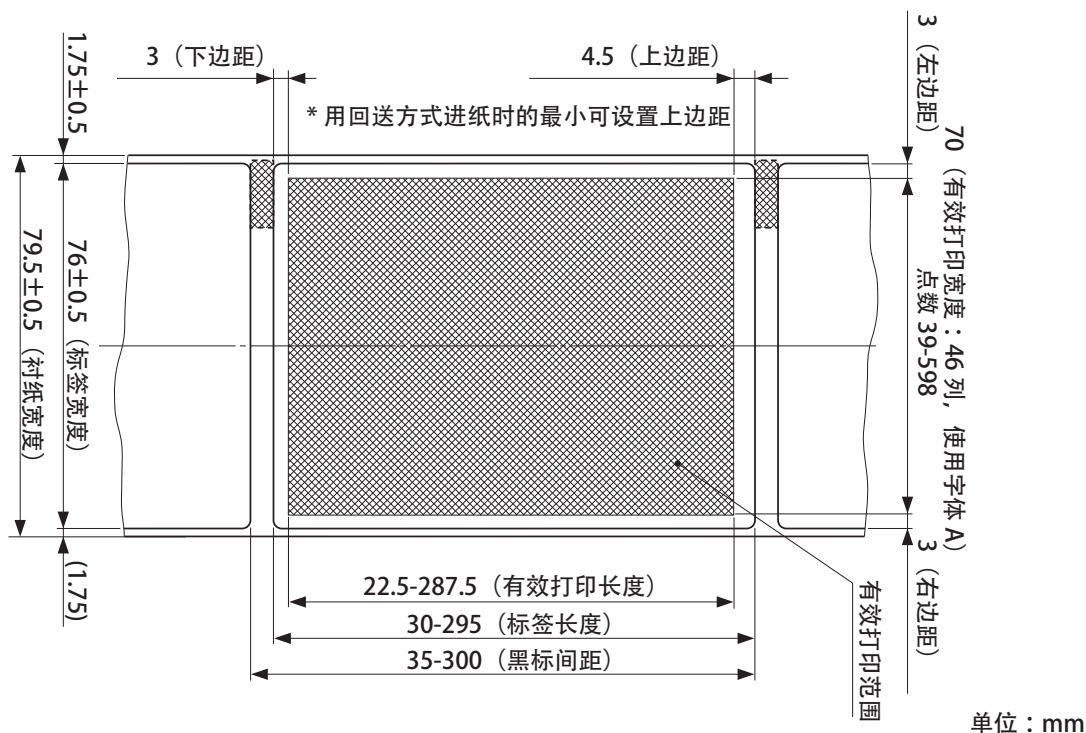 3（下边距）
4.5（上边距）
* 用回送方式进纸时的最小可设置上边距
1.75±0.5
79.5±0.5（衬纸宽度）
76±0.5（标签宽度）
(1.75)
3（左边距）
70（有效打印宽度：46 列，使用字体 A）
点数 39-598
3（右边距）
22.5-287.5（有效打印长度）
30-295（标签长度）
35-300（黑标间距）
有效打印范围
单位：mm